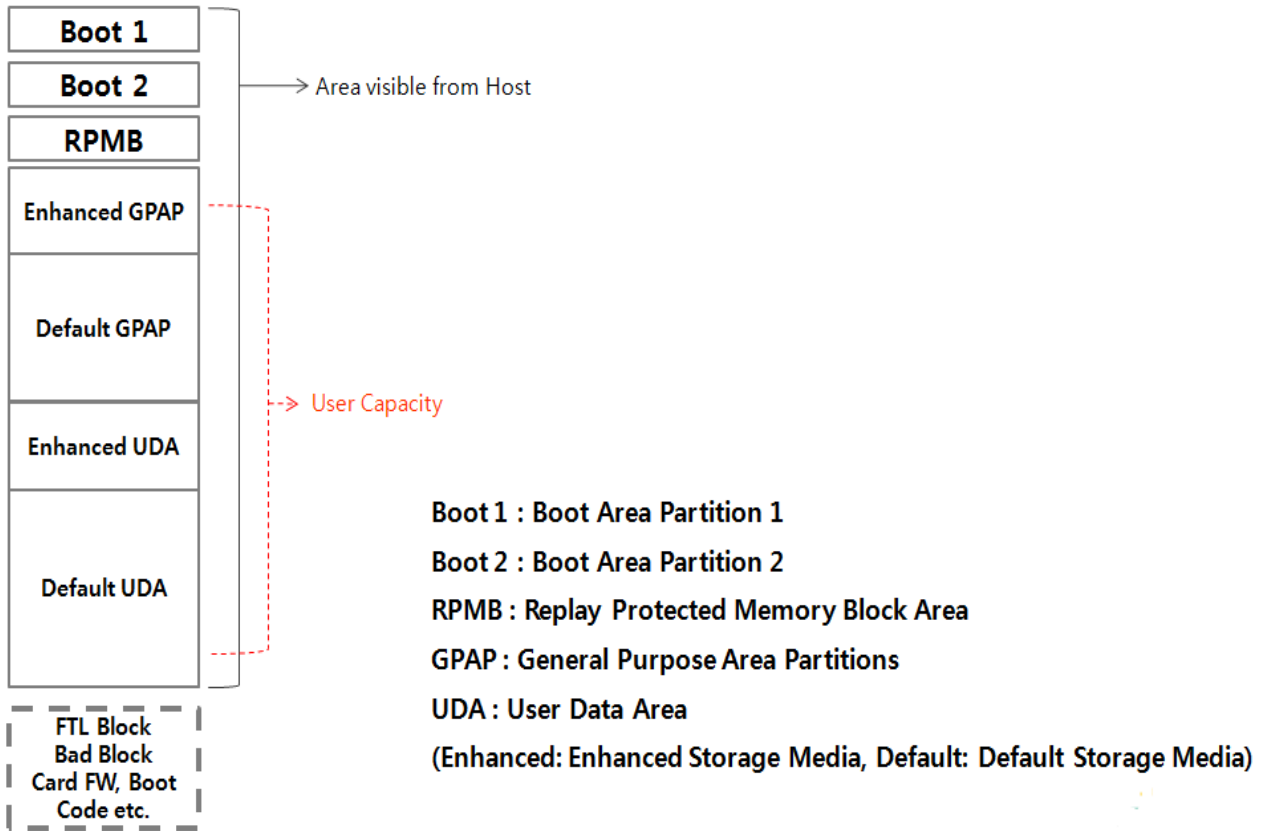 Boot 1
Boot 2
RPMB
Enhanced GPAP
Default GPAP
Enhanced UDA
Default UDA
FTL Block
Bad Block
Card FW, Boot
Code etc.
Area visible from Host
User Capacity
Boot 1 : Boot Area Partition 1
Boot 2 : Boot Area Partition 2
RPMB : Replay Protected Memory Block Area
GPAP : General Purpose Area Partitions
UDA : User Data Area
(Enhanced: Enhanced Storage Media, Default: Default Storage Media)